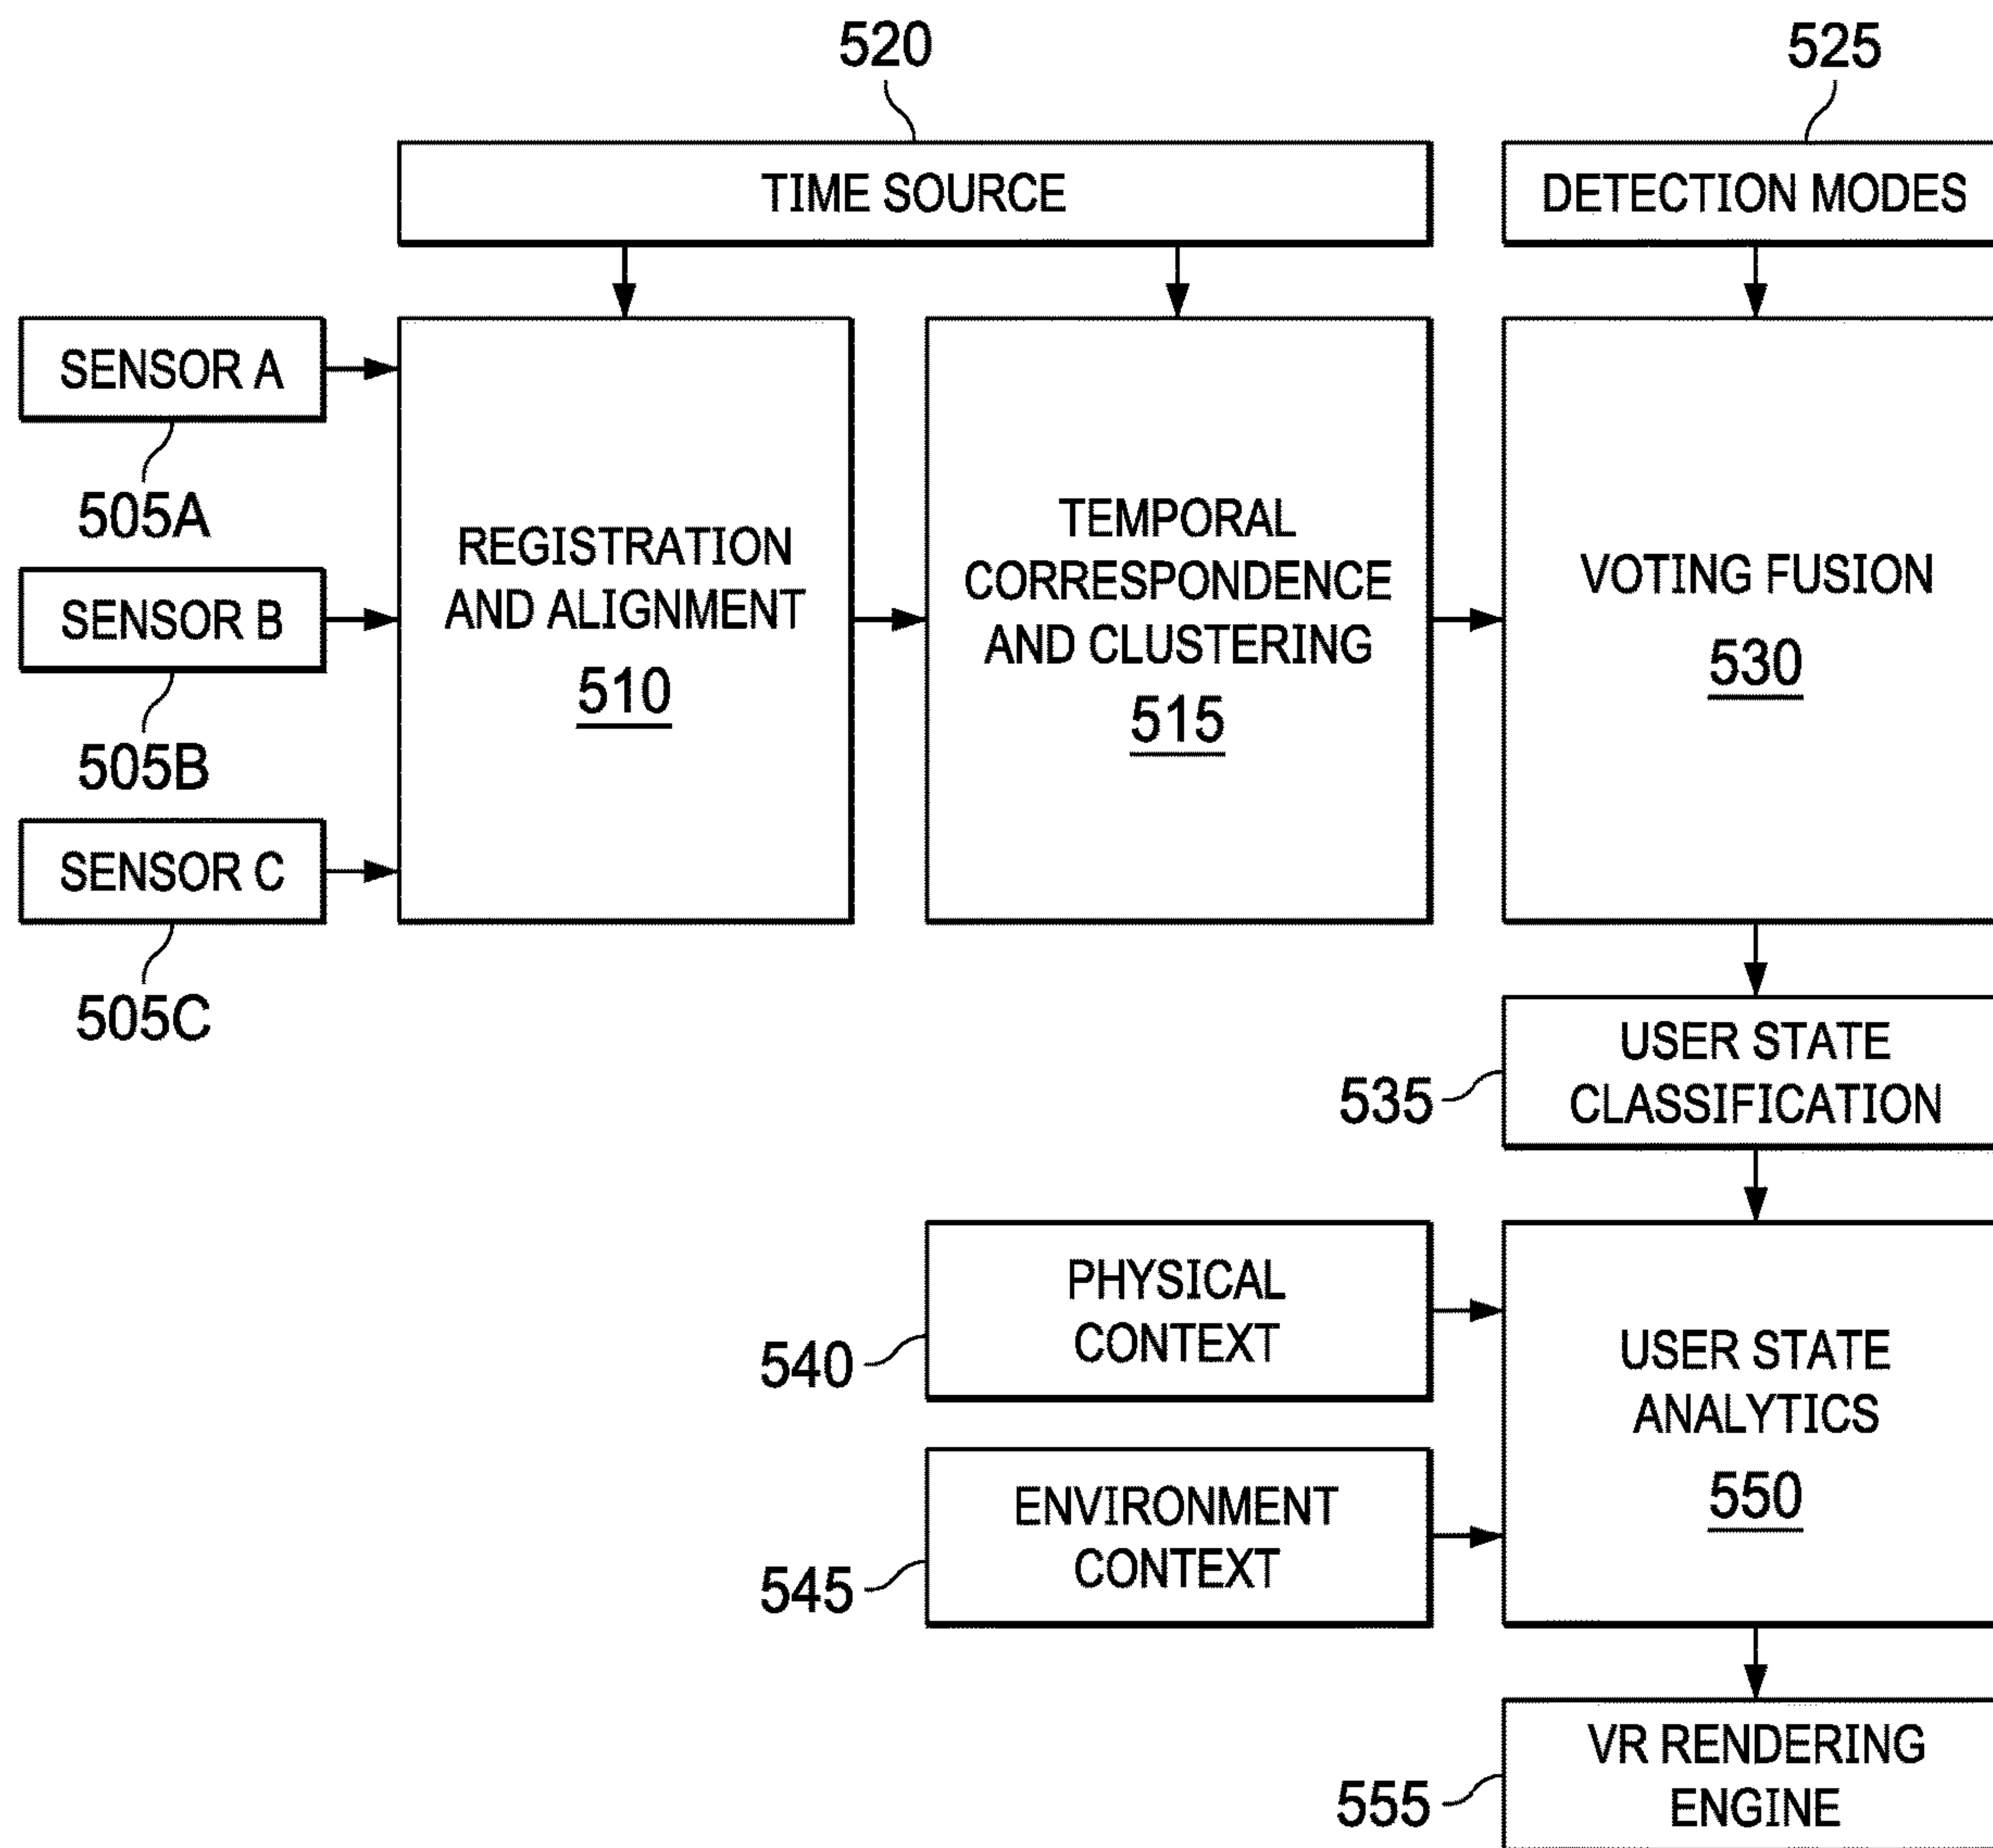 520
525
TIME SOURCE
DETECTION MODES
SENSOR A
505A
SENSOR B
505B
SENSOR C
505C
REGISTRATION
AND ALIGNMENT
510
TEMPORAL
CORRESPONDENCE
AND CLUSTERING
515
VOTING FUSION
530
USER STATE
CLASSIFICATION
535
PHYSICAL
CONTEXT
540
ENVIRONMENT
CONTEXT
545
USER STATE
ANALYTICS
550
VR RENDERING
ENGINE
555